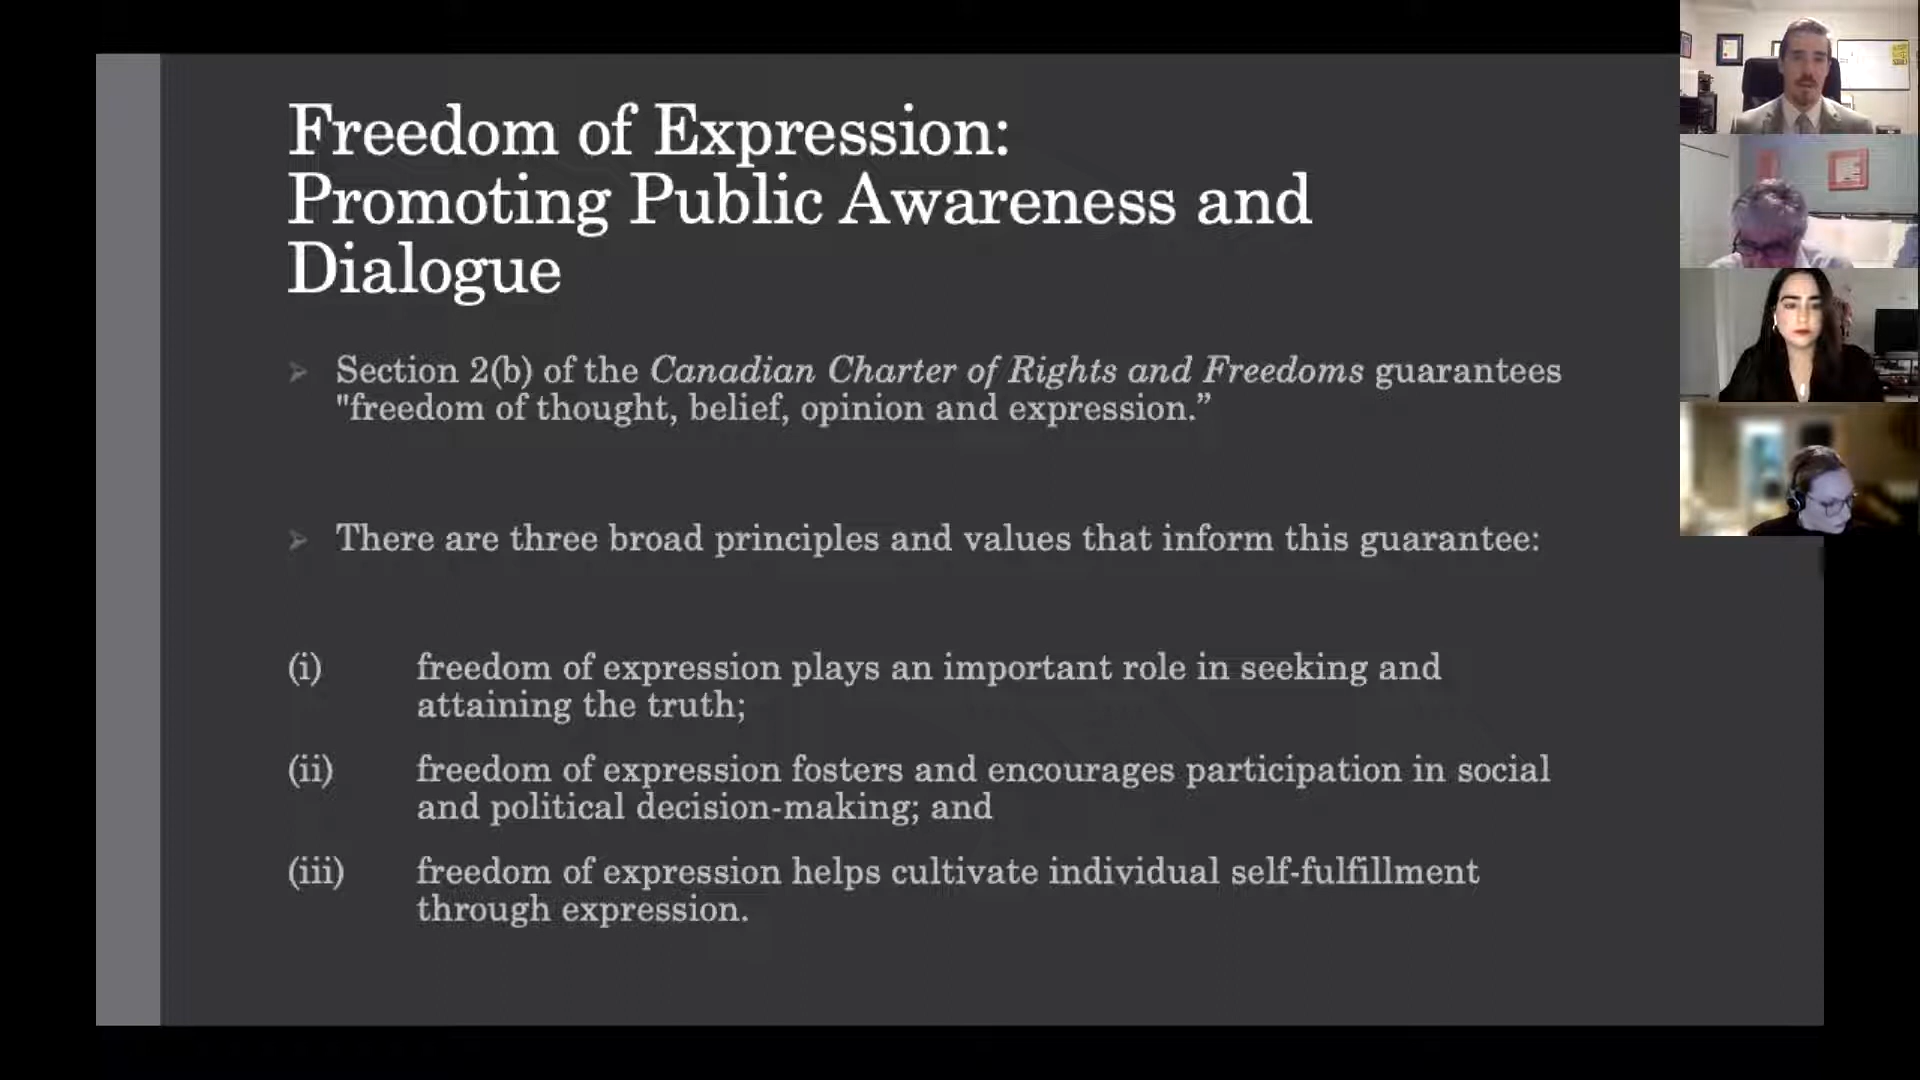 Freedom of Expression:
Promoting Public Awareness and
Dialogue
➢ Section 2(b) of the Canadian Charter of Rights and Freedoms guarantees
"freedom of thought, belief, opinion and expression.”
➢ There are three broad principles and values that inform this guarantee:
(i) freedom of expression plays an important role in seeking and
attaining the truth;
(ii) freedom of expression fosters and encourages participation in social
and political decision-making; and
(iii) freedom of expression helps cultivate individual self-fulfillment
through expression.